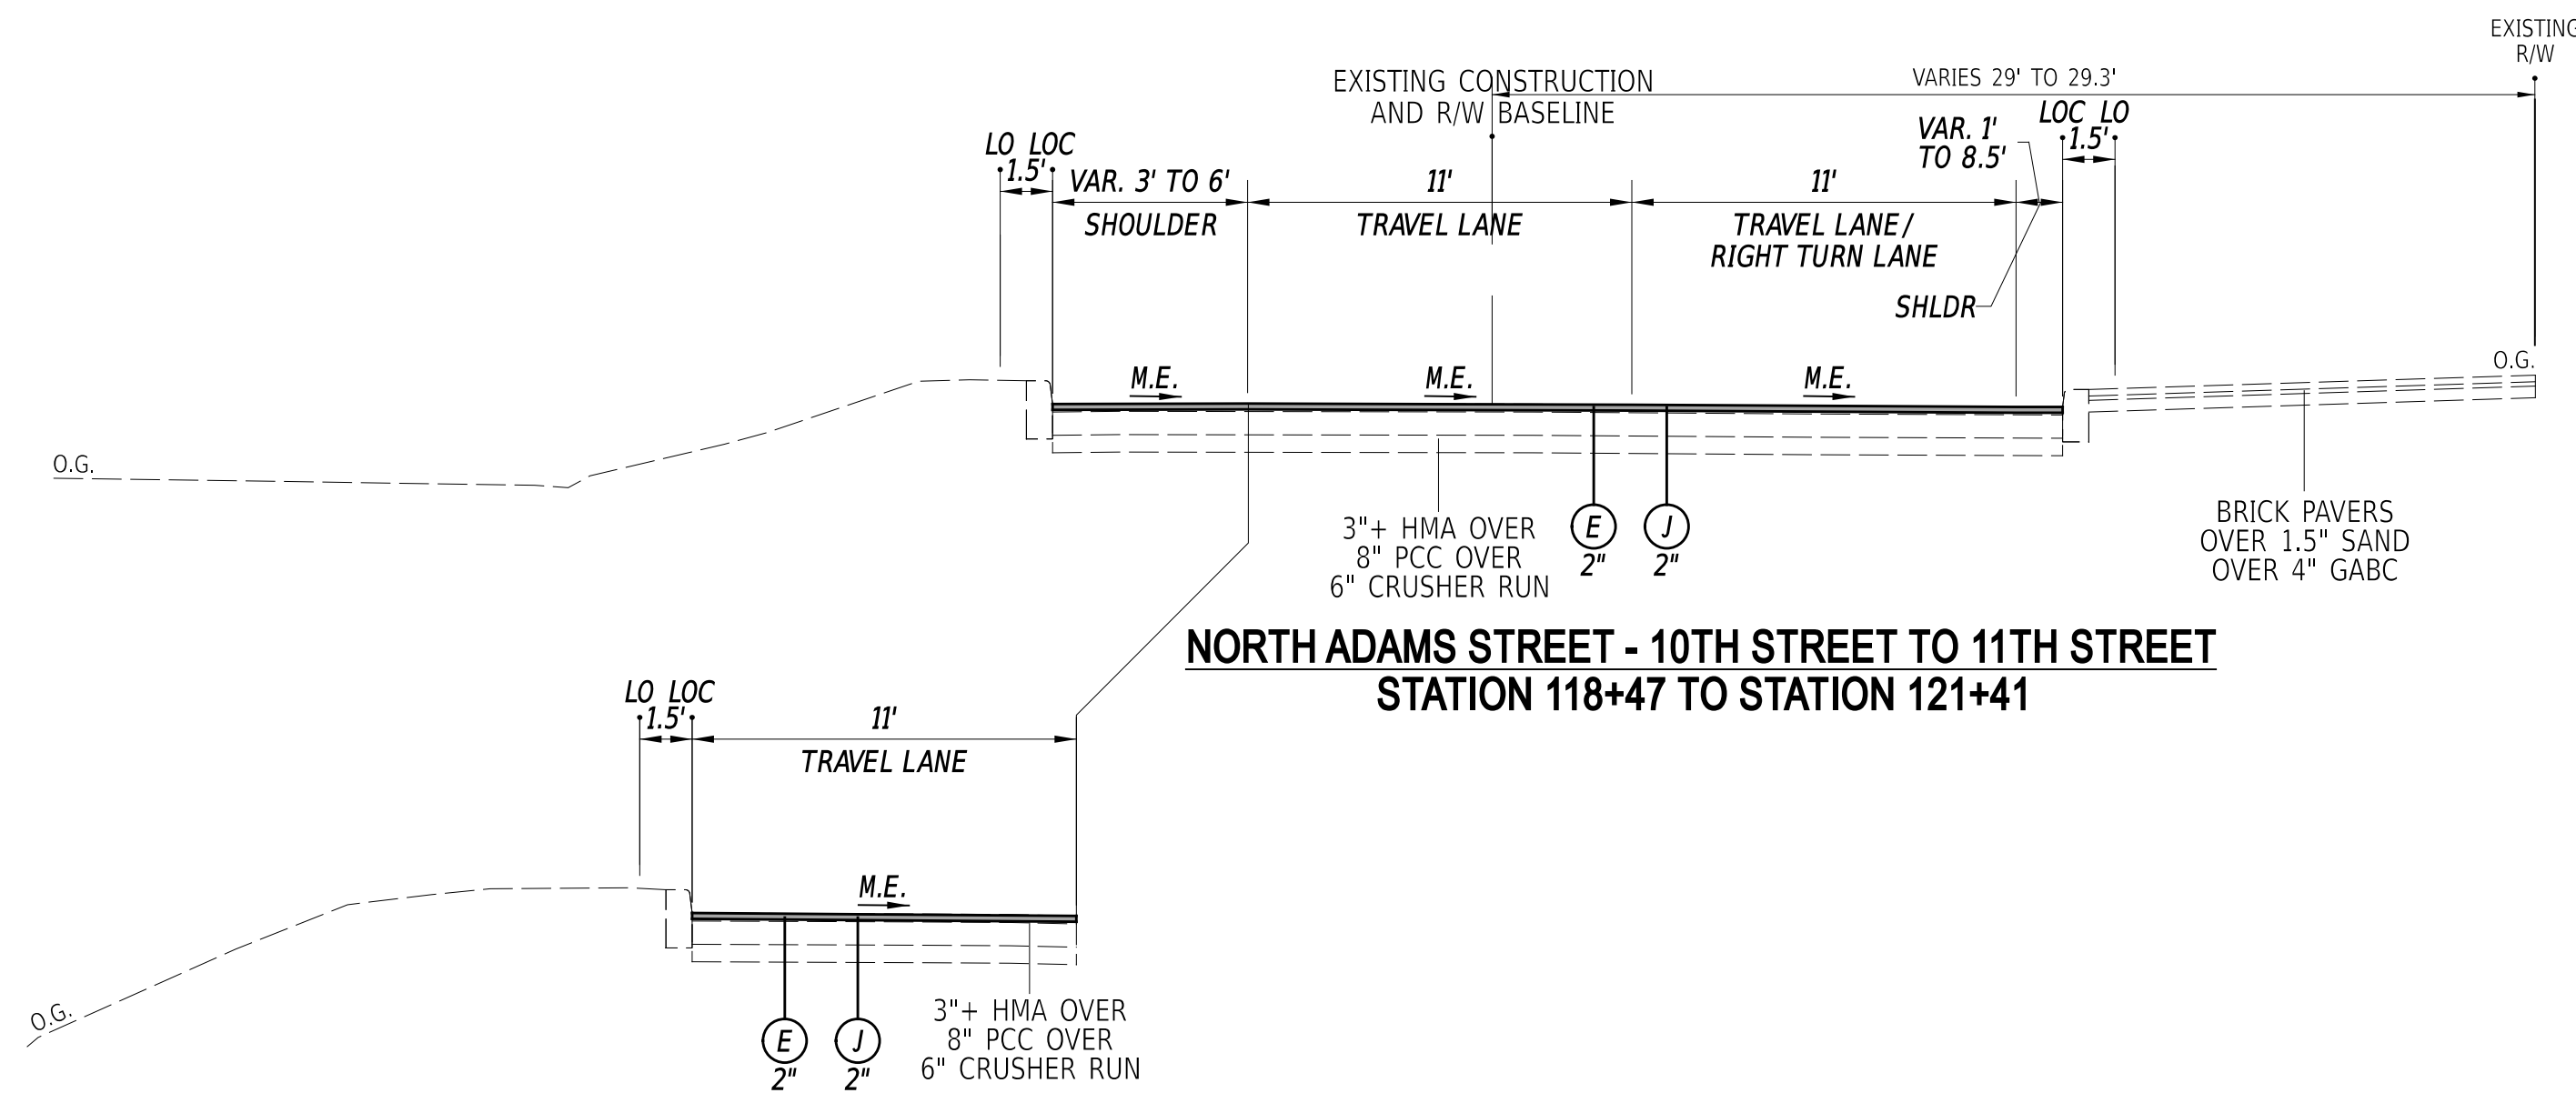 EXISTING
R/W
EXISTING CONSTRUCTION
AND R/W BASELINE
VARIES 29' TO 29.3'
LO LOC
1.5'
VAR. 3' TO 6'
SHOULDER
11'
TRAVEL LANE
11'
TRAVEL LANE/
RIGHT TURN LANE
VAR. 1'
TO 8.5'
SHLDR
LOC LO
1.5'
M.E.
M.E.
M.E.
O.G.
O.G.
3"+ HMA OVER
8" PCC OVER
6" CRUSHER RUN
E
2"
J
2"
BRICK PAVERS
OVER 1.5" SAND
OVER 4" GABC
NORTH ADAMS STREET - 10TH STREET TO 11TH STREET
STATION 118+47 TO STATION 121+41
LO LOC
1.5'
11'
TRAVEL LANE
M.E.
O.G.
E
2"
J
2"
3"+ HMA OVER
8" PCC OVER
6" CRUSHER RUN